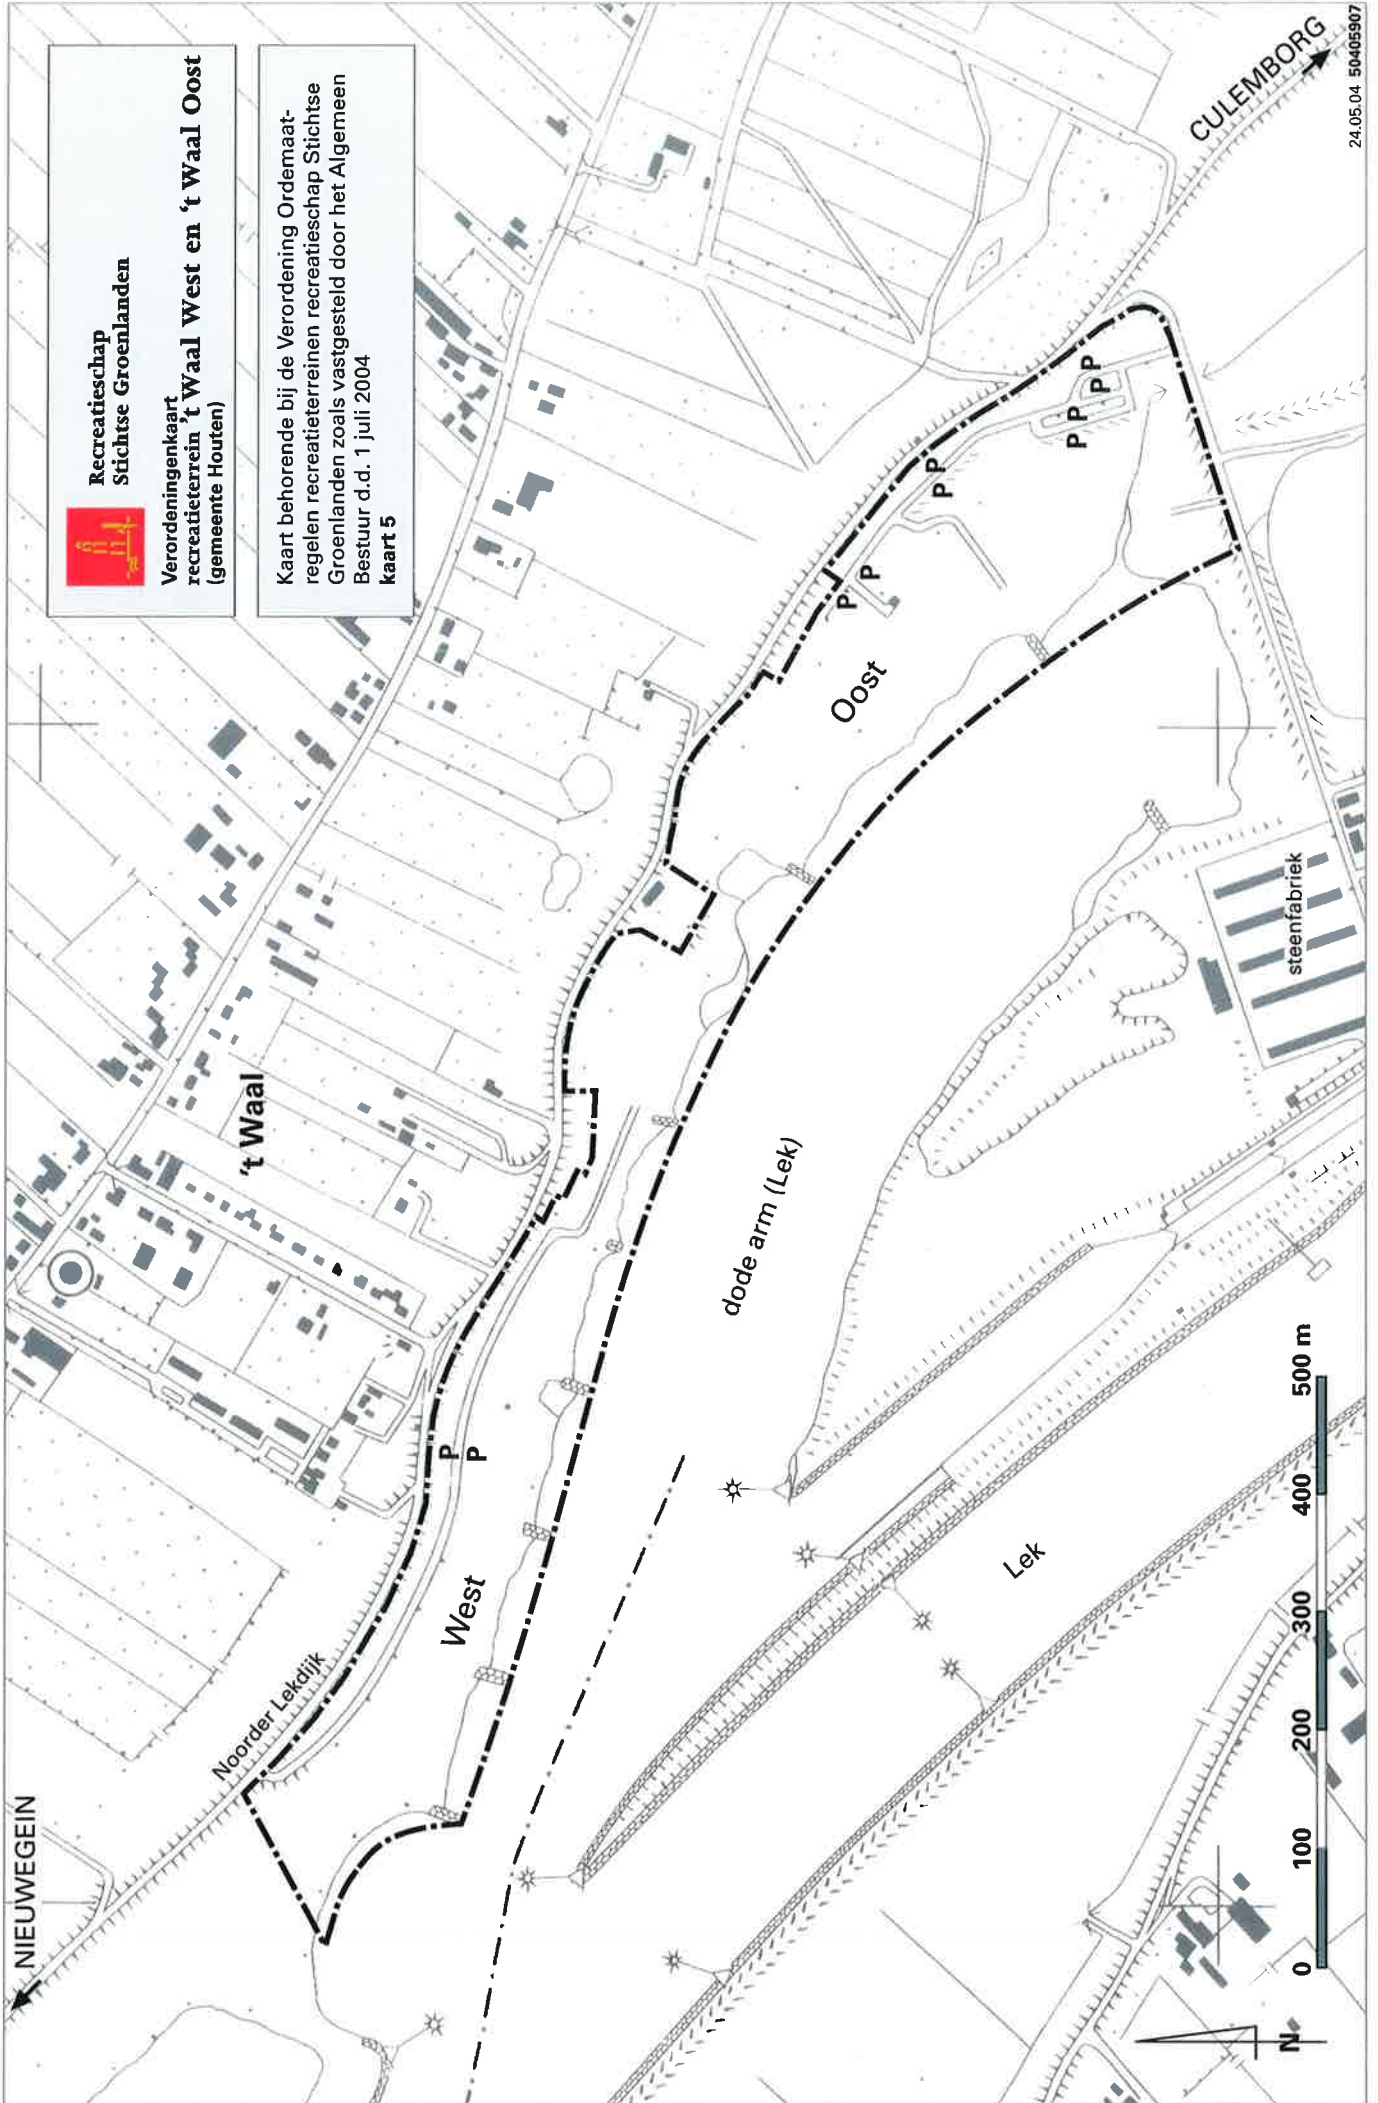 Recreatieschap
Stichtse Groenlanden
Verordeningenkaart
recreatieterrein 't Waal West en 't Waal Oost
(gemeente Houten)
Kaart behorende bij de Verordening Ordemaat-
regelen recreatieterreinen recreatieschap Stichtse
Groenlanden zoals vastgesteld door het Algemeen
Bestuur d.d. 1 juli 2004
kaart 5
NIEUWEGEIN
Noorder Lekdijk
't Waal
West
P
P
Oost
P
P
P
P
P
P
P
P
CULEMBORG
dode arm (Lek)
steenfabriek
Lek
N
0 100 200 300 400 500 m
24.05.04 50405907